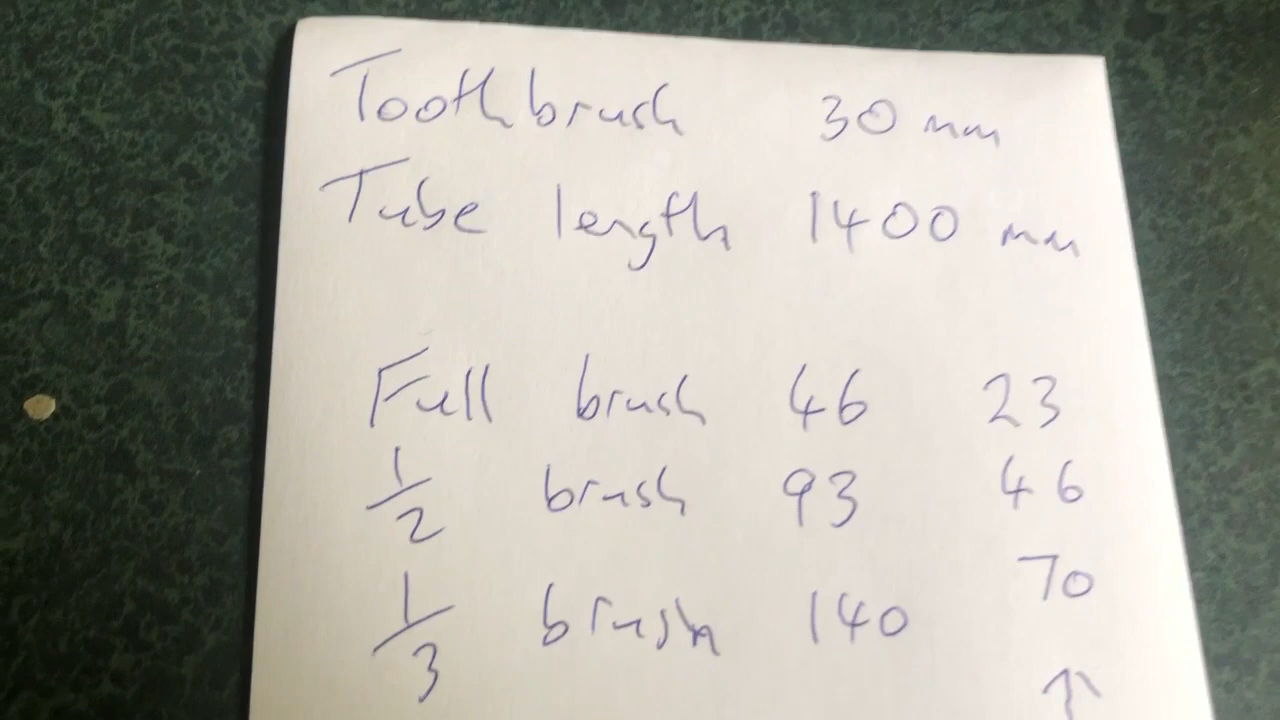 Toothbrush 30 mm
Tube length 1400 mm
Full brush 46 23
1/2 brush 93 46
1/3 brush 140 70
↑